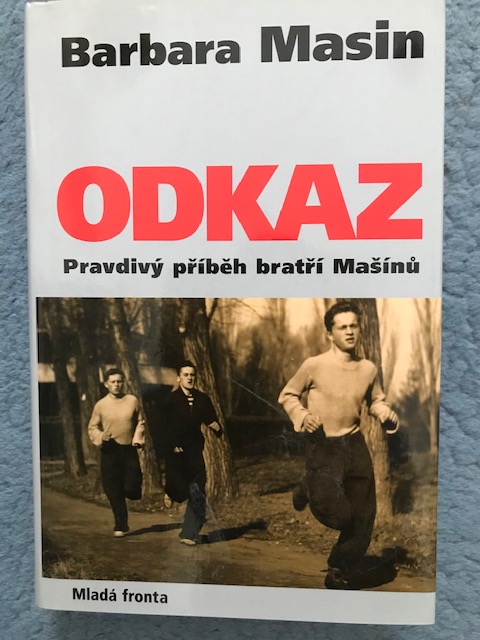 Barbara Masin
ODKAZ
Pravdivý příběh bratří Mašínů
Mladá fronta